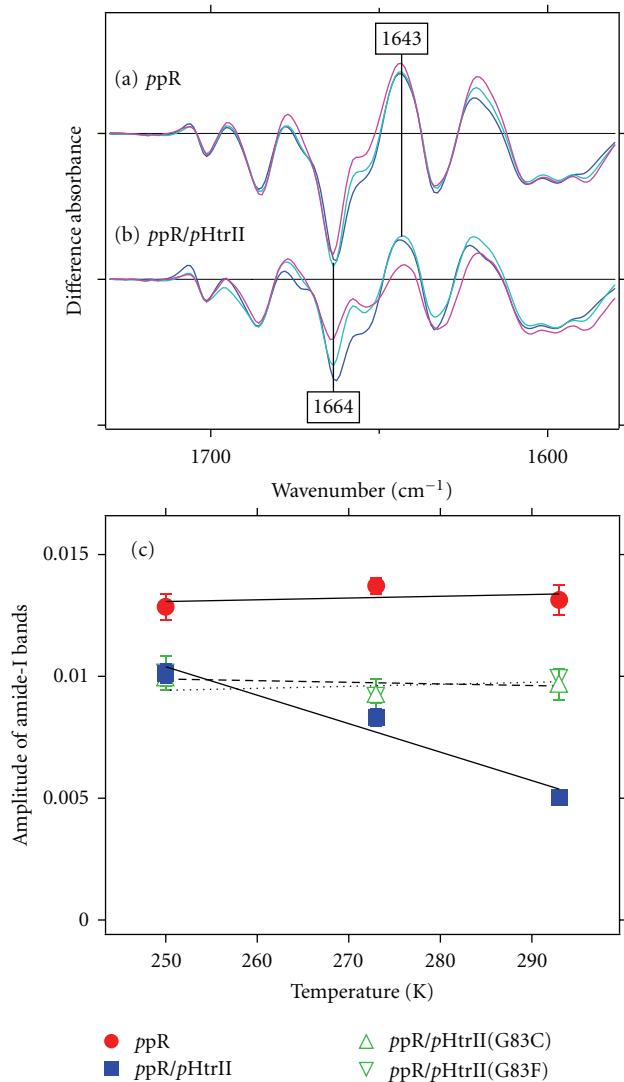 1643
(a) ppR
(b) ppR/pHtrII
Difference absorbance
1664
1700
1600
Wavenumber (cm−1)
(c)
0.015
0.01
0.005
0
Amplitude of amide-I bands
250
260
270
280
290
Temperature (K)
ppR
ppR/pHtrII
ppR/pHtrII(G83C)
ppR/pHtrII(G83F)